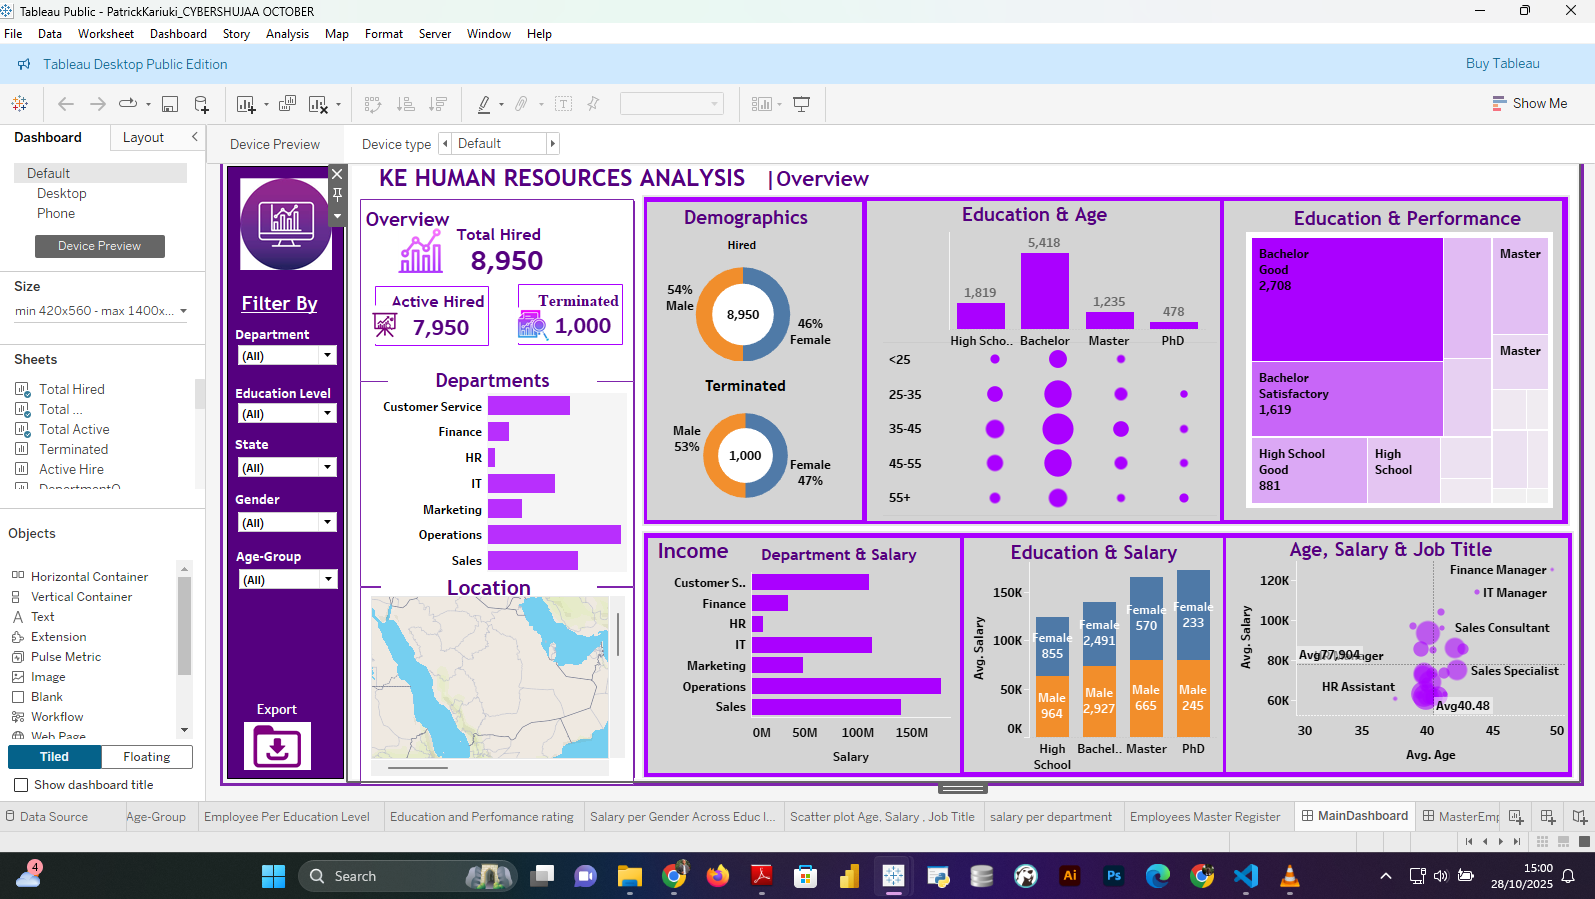 Tableau Public - PatrickKariuki_CYBERSHUJAA OCTOBER
File Data Worksheet Dashboard Story Analysis Map Format Server Window Help
Tableau Desktop Public Edition
Buy Tableau
Show Me
Dashboard
Layout
Device Preview
Device type
Default
Default
Desktop
Phone
Device Preview
Size
min 420x560 - max 1400x...
Sheets
Total Hired
Total ...
Total Active
Terminated
Active Hire
Objects
Horizontal Container
Vertical Container
Text
Extension
Pulse Metric
Image
Blank
Workflow
Web Page
Tiled
Floating
Show dashboard title
Filter By
Department
(All)
Education Level
(All)
State
(All)
Gender
(All)
Age-Group
(All)
Export
KE HUMAN RESOURCES ANALYSIS |Overview
Overview
Total Hired
8,950
Active Hired
7,950
Terminated
1,000
Departments
Customer Service
Finance
HR
IT
Marketing
Operations
Sales
Location
Demographics
Hired
54%
Male
8,950
46%
Female
Terminated
Male
53%
1,000
Female
47%
Education & Age
5,418
1,819
1,235
478
High Scho.. Bachelor Master PhD
<25
25-35
35-45
45-55
55+
Education & Performance
Bachelor
Good
2,708
Master
Master
Bachelor
Satisfactory
1,619
High School
Good
881
High
School
Income
Department & Salary
Customer S..
Finance
HR
IT
Marketing
Operations
Sales
0M 50M 100M 150M
Salary
Education & Salary
Avg. Salary
150K
100K
50K
0K
Female
855
Female
2,491
Female
570
Female
233
Male
964
Male
2,927
Male
665
Male
245
High
School
Bachel..
Master
PhD
Age, Salary & Job Title
Avg. Salary
120K
100K
80K
60K
Finance Manager
IT Manager
Sales Consultant
Avg77,904
Sales Specialist
HR Assistant
Avg40.48
30 35 40 45 50
Avg. Age
Data Source
Age-Group
Employee Per Education Level
Education and Perfomance rating
Salary per Gender Across Educ l...
Scatter plot Age, Salary , Job Title
salary per department
Employees Master Register
MainDashboard
MasterEmp
4
Search
Ai
Ps
15:00
28/10/2025